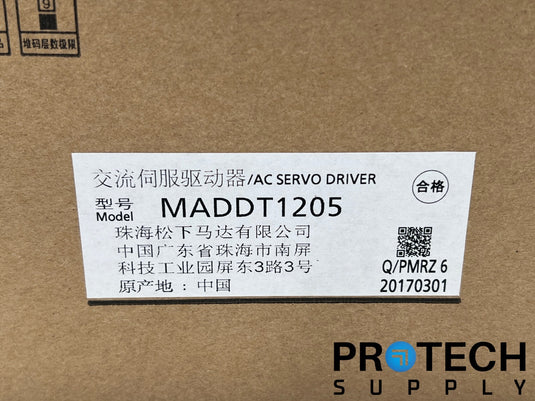 9
品
堆码层数极限
交流伺服驱动器/AC SERVO DRIVER
合格
型号
Model MADDT1205
珠海松下马达有限公司
中国广东省珠海市南屏
科技工业园屏东3路3号
原产地：中国
Q/PMRZ 6
20170301
PROTECH
SUPPLY